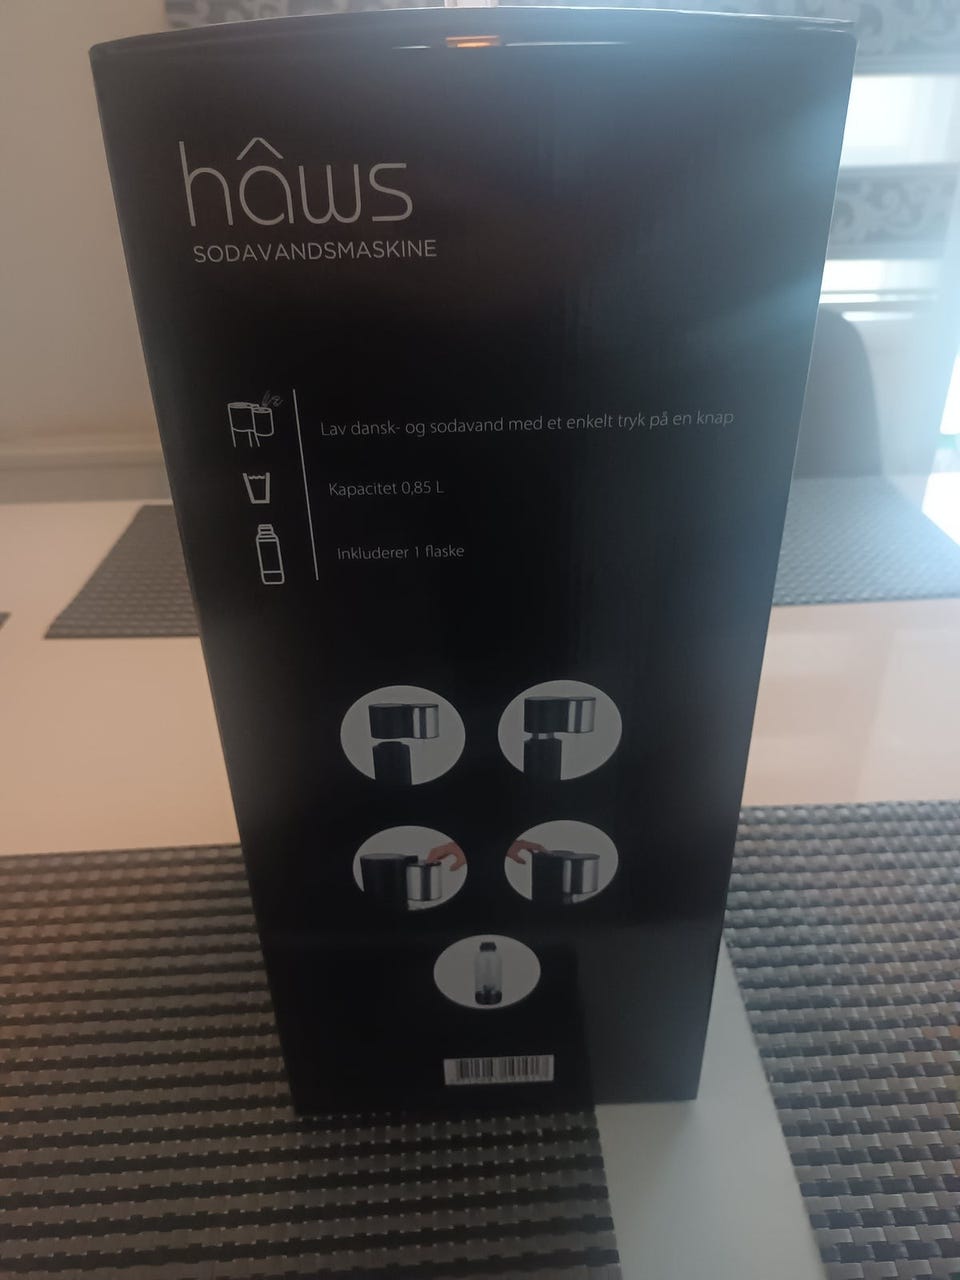 hâws
SODAVANDSMASKINE
Lav dansk- og sodavand med et enkelt tryk på en knap
Kapacitet 0,85 L
Inkluderer 1 flaske